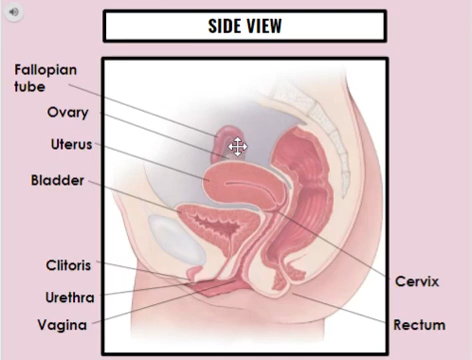 SIDE VIEW
Fallopian
tube
Ovary
Uterus
Bladder
Clitoris
Urethra
Vagina
Cervix
Rectum